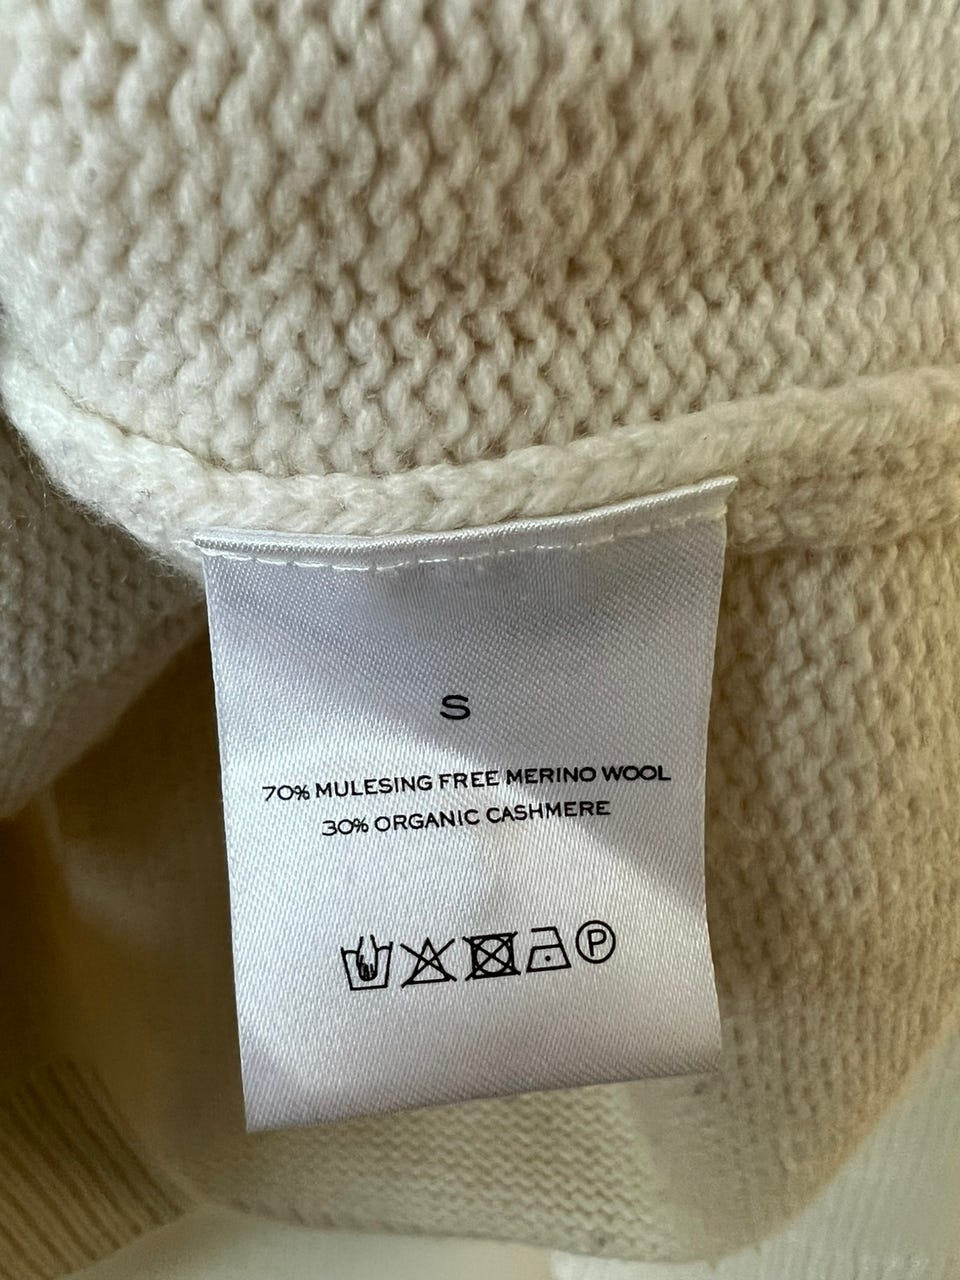 S
70% MULESING FREE MERINO WOOL
30% ORGANIC CASHMERE
P